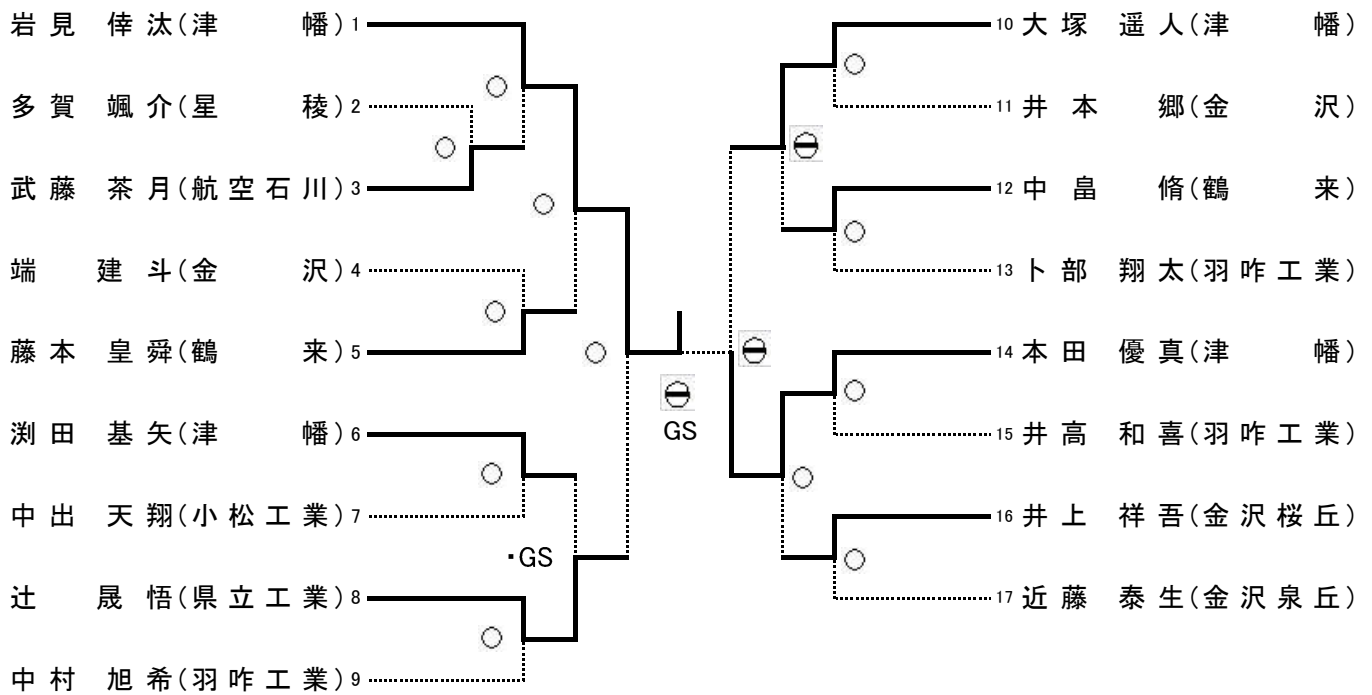 岩見 倖汰(津 幡) 1
多賀 颯介(星 稜) 2
武藤 茶月(航空石川) 3
端 建斗(金 沢) 4
藤本 皇舜(鶴 来) 5
渕田 基矢(津 幡) 6
中出 天翔(小松工業) 7
・GS
辻 晟悟(県立工業) 8
中村 旭希(羽咋工業) 9
GS
10 大塚 遥人(津 幡)
11 井本 郷(金 沢)
12 中畠 脩(鶴 来)
13 卜部 翔太(羽咋工業)
14 本田 優真(津 幡)
15 井高 和喜(羽咋工業)
16 井上 祥吾(金沢桜丘)
17 近藤 泰生(金沢泉丘)